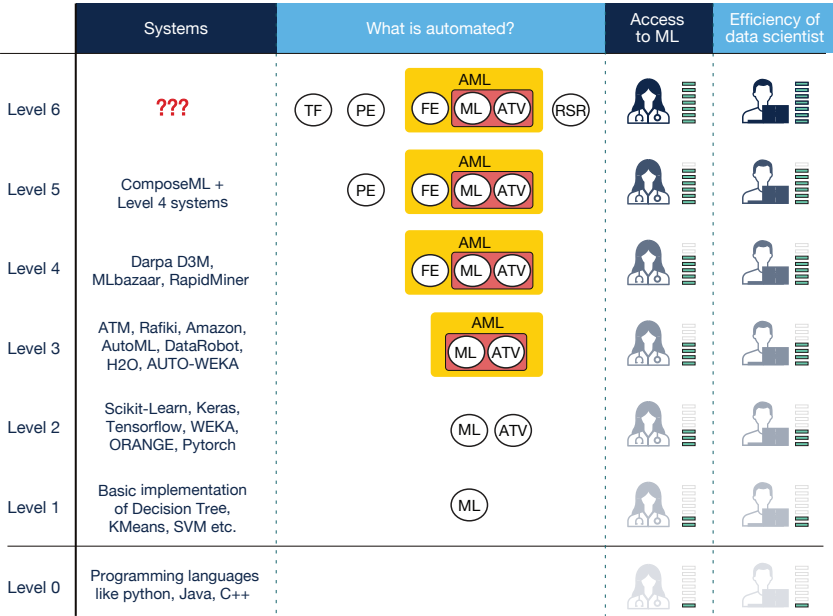 Systems
What is automated?
Access
to ML
Efficiency of
data scientist
Level 6
???
TF
PE
AML
FE
ML
ATV
RSR
Level 5
ComposeML +
Level 4 systems
PE
AML
FE
ML
ATV
Level 4
Darpa D3M,
MLbazaar, RapidMiner
AML
FE
ML
ATV
Level 3
ATM, Rafiki, Amazon,
AutoML, DataRobot,
H2O, AUTO-WEKA
AML
ML
ATV
Level 2
Scikit-Learn, Keras,
Tensorflow, WEKA,
ORANGE, Pytorch
ML
ATV
Level 1
Basic implementation
of Decision Tree,
KMeans, SVM etc.
ML
Level 0
Programming languages
like python, Java, C++